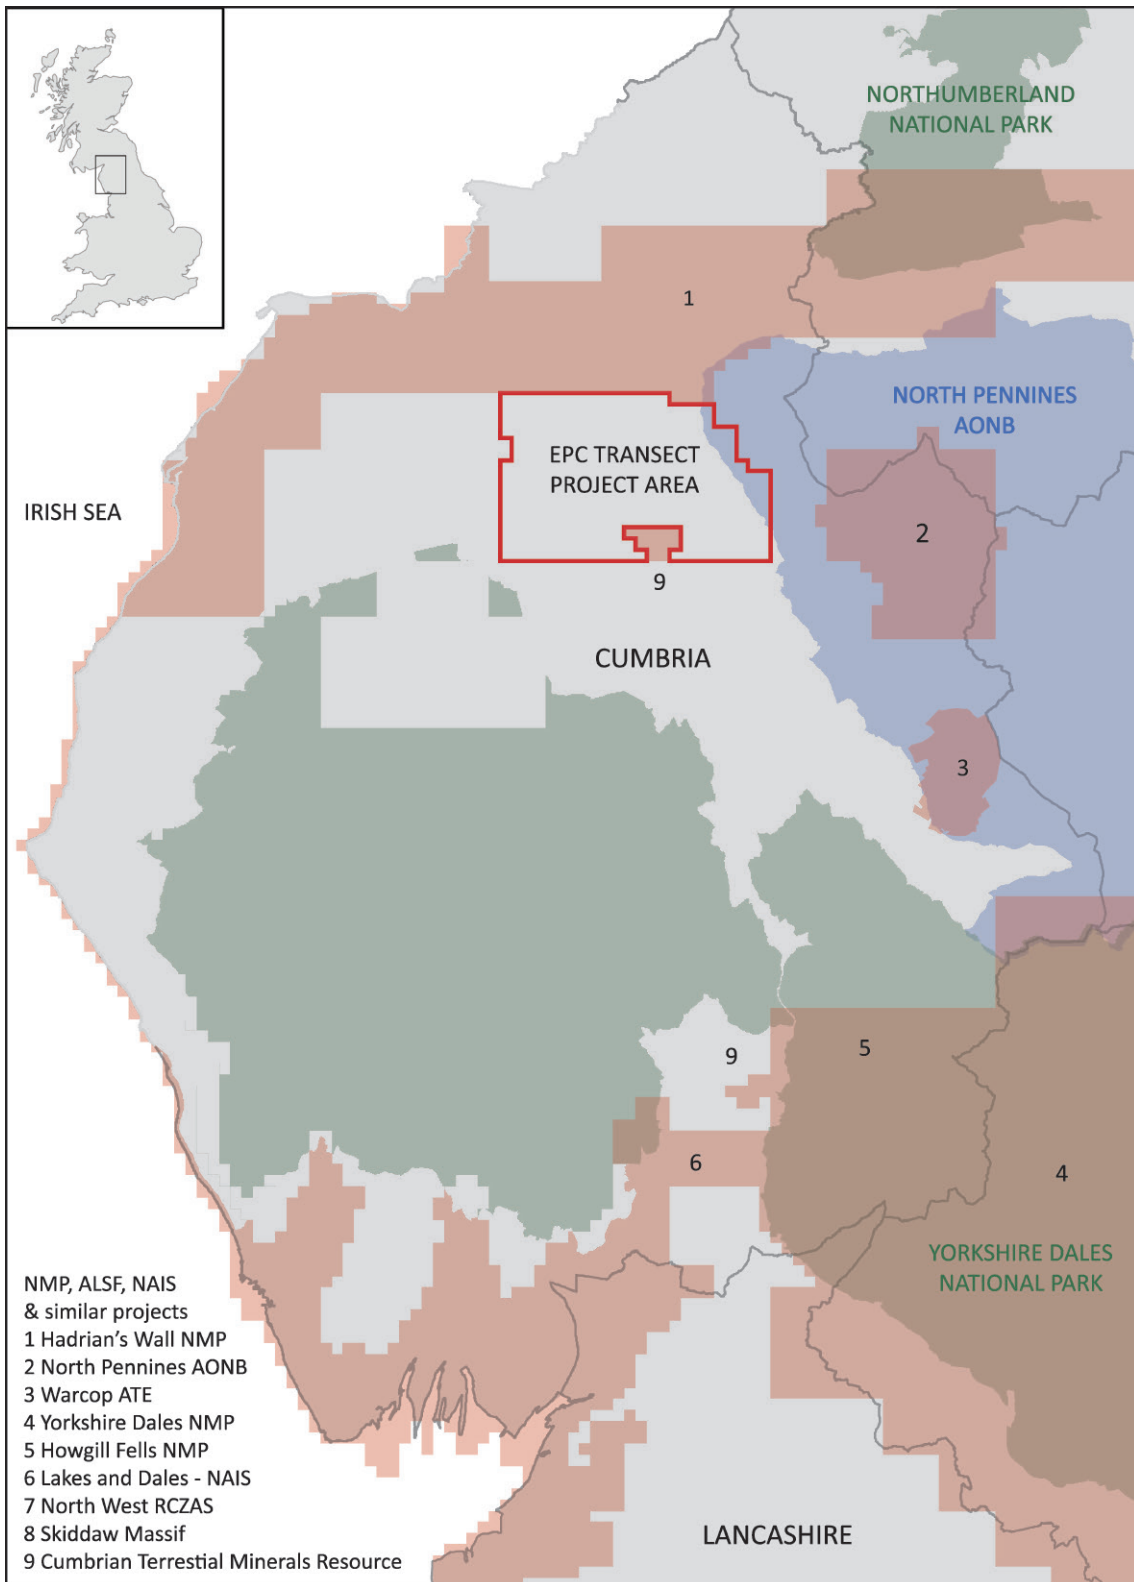 NORTHUMBERLAND
NATIONAL PARK
1
NORTH PENNINES
AONB
EPC TRANSECT
PROJECT AREA
IRISH SEA
2
9
CUMBRIA
3
9
5
6
4
YORKSHIRE DALES
NATIONAL PARK
NMP, ALSF, NAIS
& similar projects
1 Hadrian's Wall NMP
2 North Pennines AONB
3 Warcop ATE
4 Yorkshire Dales NMP
5 Howgill Fells NMP
6 Lakes and Dales - NAIS
7 North West RCZAS
8 Skiddaw Massif
9 Cumbrian Terrestial Minerals Resource
LANCASHIRE